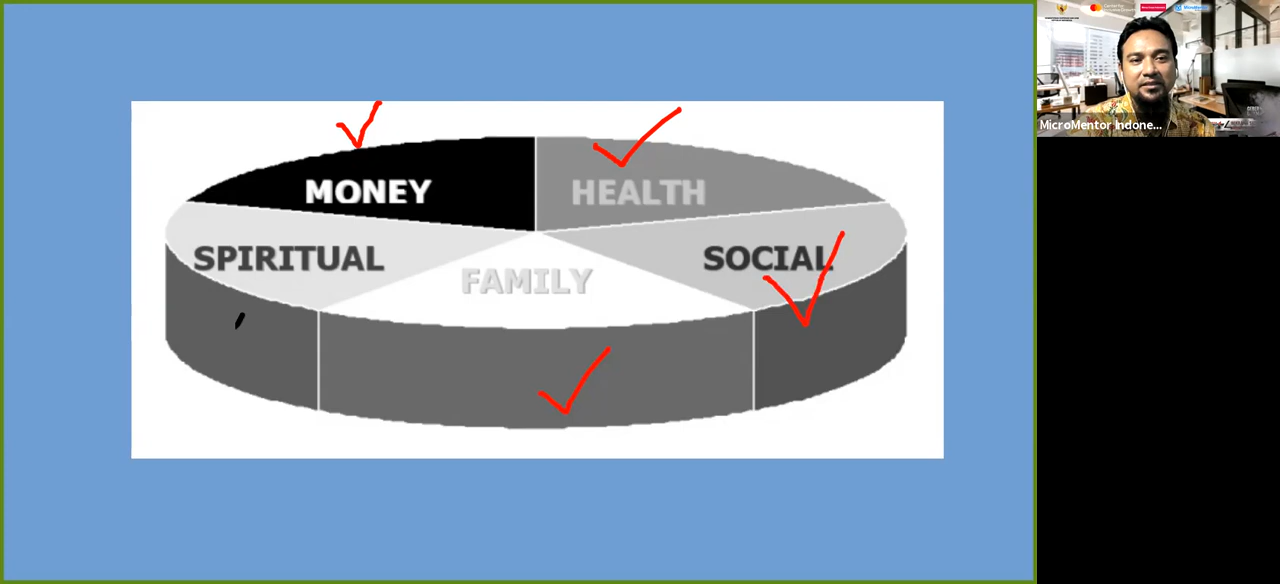 MONEY
HEALTH
SPIRITUAL
FAMILY
SOCIAL
MicroMentor Indone...